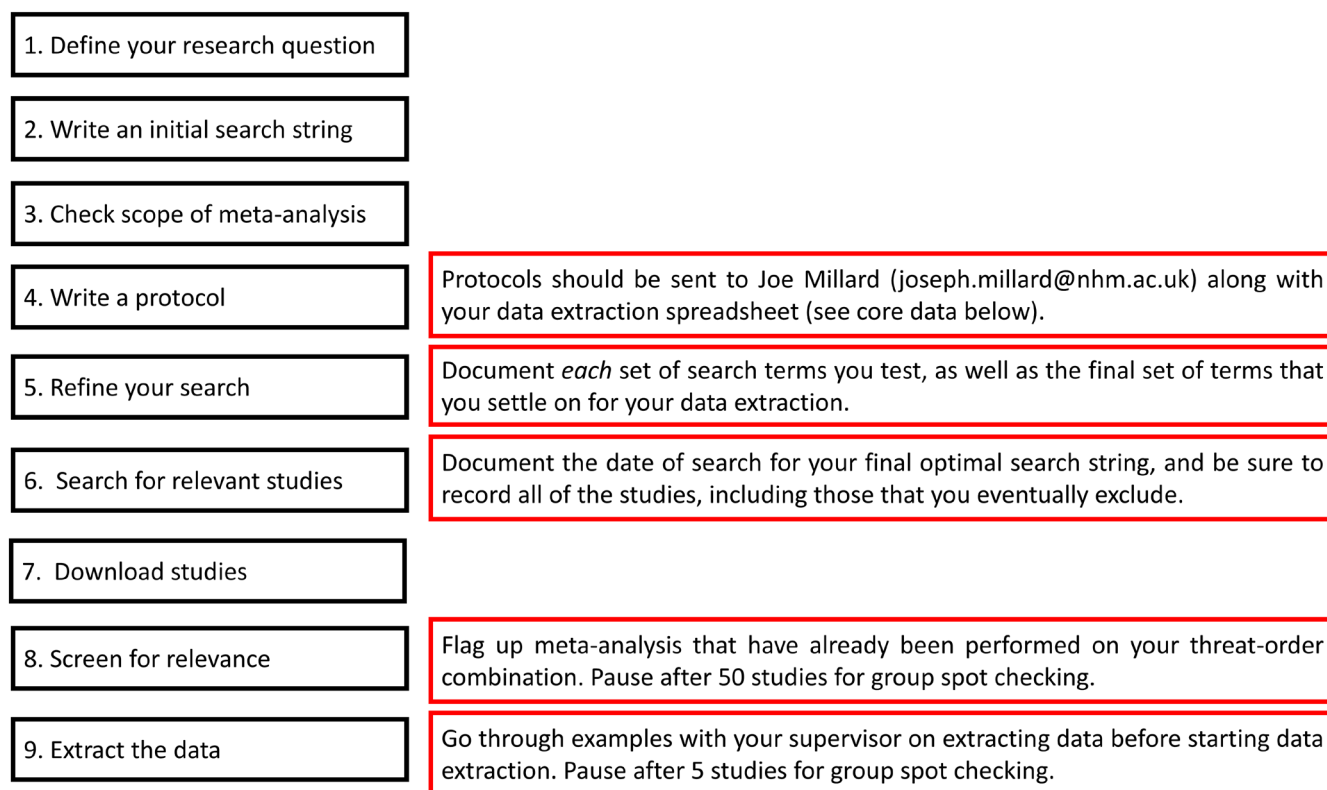 1. Define your research question
2. Write an initial search string
3. Check scope of meta-analysis
4. Write a protocol
Protocols should be sent to Joe Millard (joseph.millard@nhm.ac.uk) along with
your data extraction spreadsheet (see core data below).
5. Refine your search
Document each set of search terms you test, as well as the final set of terms that
you settle on for your data extraction.
6. Search for relevant studies
Document the date of search for your final optimal search string, and be sure to
record all of the studies, including those that you eventually exclude.
7. Download studies
8. Screen for relevance
Flag up meta-analysis that have already been performed on your threat-order
combination. Pause after 50 studies for group spot checking.
9. Extract the data
Go through examples with your supervisor on extracting data before starting data
extraction. Pause after 5 studies for group spot checking.